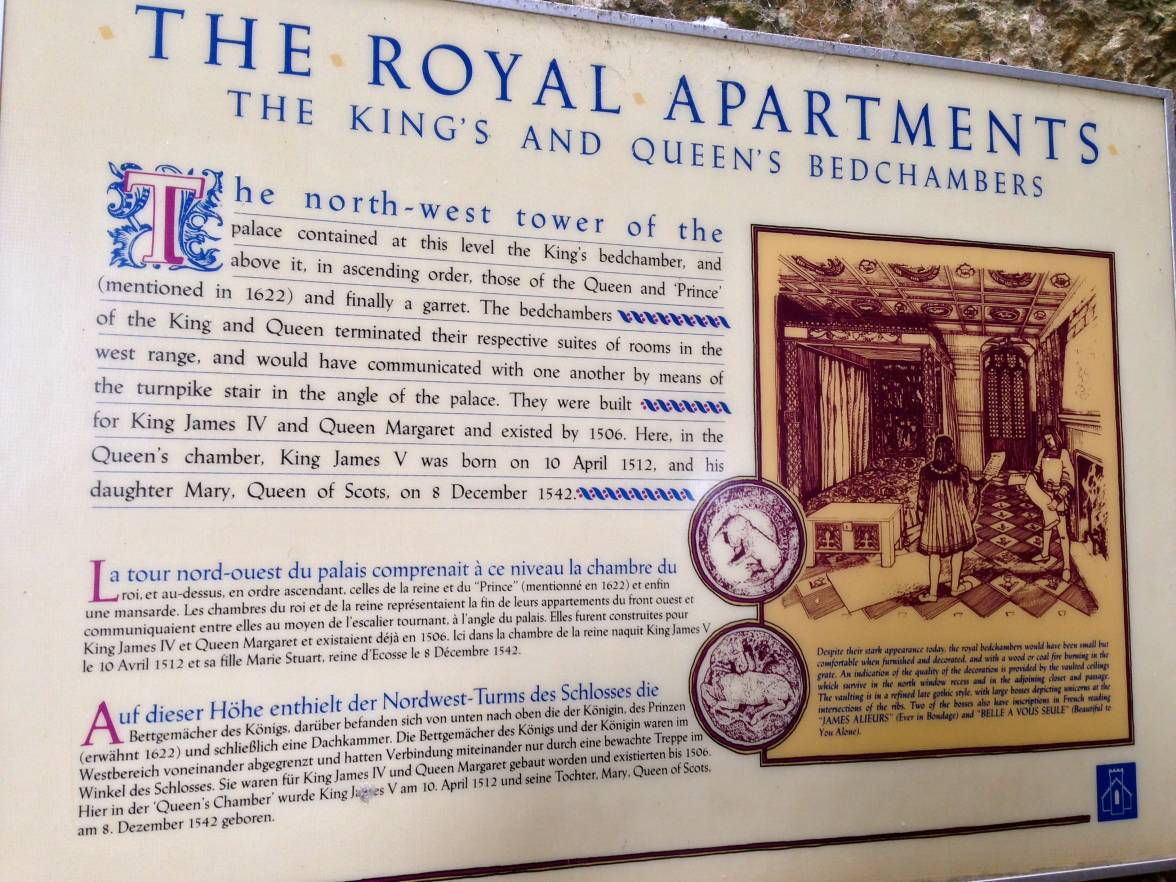 THE ROYAL APARTMENTS
THE KING'S AND QUEEN'S BEDCHAMBERS
The north-west tower of the
palace contained at this level the King's bedchamber, and
above it, in ascending order, those of the Queen and 'Prince'
(mentioned in 1622) and finally a garret. The bedchambers
of the King and Queen terminated their respective suites of rooms in the
west range, and would have communicated with one another by means of
the turnpike stair in the angle of the palace. They were built
for King James IV and Queen Margaret and existed by 1506. Here, in the
Queen's chamber, King James V was born on 10 April 1512, and his
daughter Mary, Queen of Scots, on 8 December 1542.
La tour nord-ouest du palais comprenait à ce niveau la chambre du
roi, et au-dessus, en ordre ascendant, celles de la reine et du "Prince" (mentionné en 1622) et enfin
une mansarde. Les chambres du roi et de la reine représentaient la fin de leurs appartements du front ouest et
communiquaient entre elles au moyen de l'escalier tournant, à l'angle du palais. Elles furent construites pour
King James IV et Queen Margaret et existaient déjà en 1506. Ici dans la chambre de la reine naquit King James V
le 10 Avril 1512 et sa fille Marie Stuart, reine d'Ecosse le 8 Décembre 1542.
Auf dieser Höhe enthielt der Nordwest-Turms des Schlosses die
Bettgemächer des Königs, darüber befanden sich von unten nach oben die der Königin, des Prinzen
(erwähnt 1622) und schließlich eine Dachkammer. Die Bettgemächer des Königs und der Königin waren im
Westbereich voneinander abgegrenzt und hatten Verbindung miteinander nur durch eine bewachte Treppe im
Winkel des Schlosses. Sie waren für King James IV und Queen Margaret gebaut worden und existierten bis 1506.
Hier in der 'Queen's Chamber' wurde King James V am 10. April 1512 und seine Tochter, Mary, Queen of Scots,
am 8. Dezember 1542 geboren.
Despite their stark appearance today, the royal bedchambers would have been small but
comfortable when furnished and decorated, and with a wood or coal fire burning in the
grate. An indication of the quality of the decoration is provided by the vaulted ceilings
which survive in the north window recess and in the adjoining closet and passage.
The vaulting is in a refined late gothic style, with large bosses depicting unicorns at the
intersections of the ribs. Two of the bosses also have inscriptions in French reading
"JAMES ALIEURS" (Ever in Bondage) and "BELLE A VOUS SEULE" (Beautiful to
You Alone).